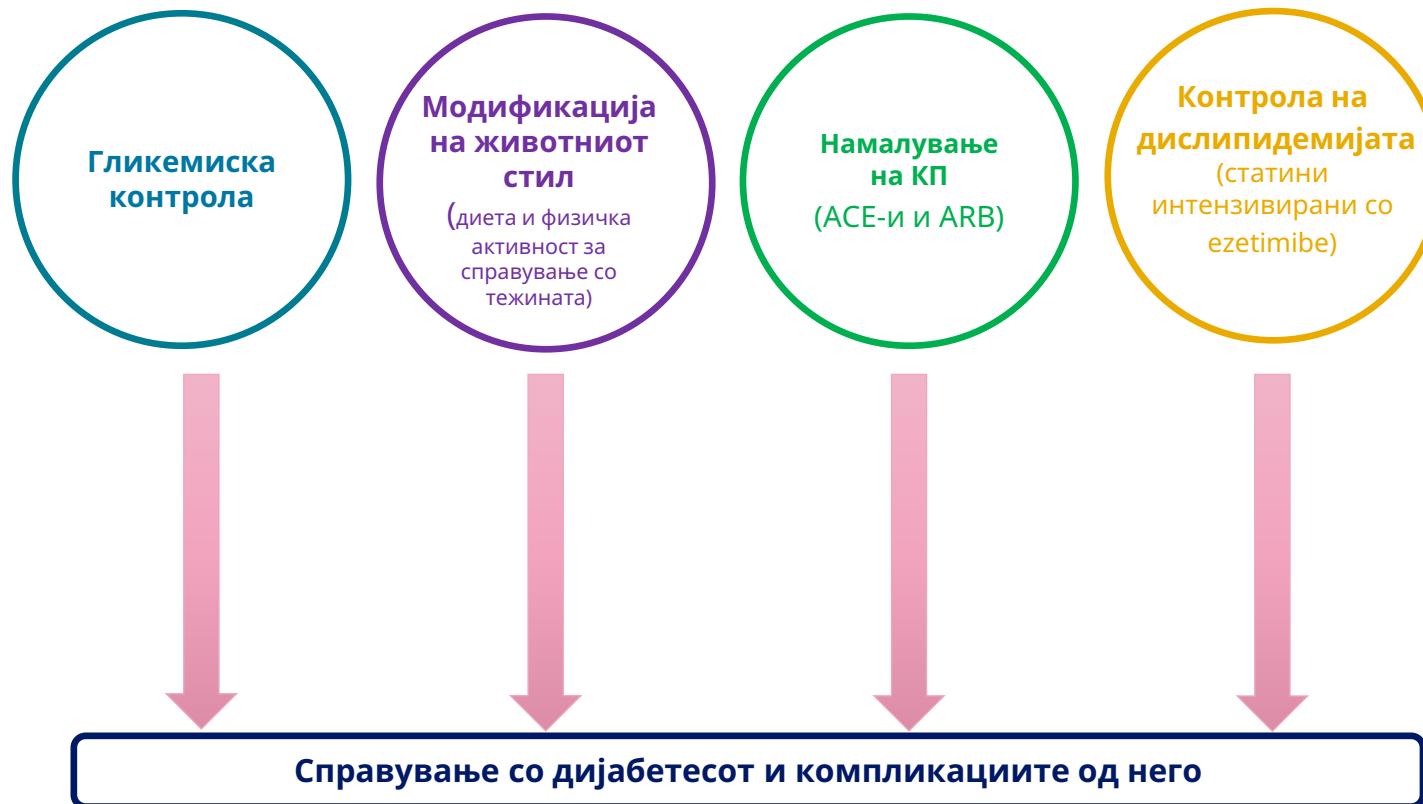 Гликемиска
контрола
Модификација
на животниот
стил
(диета и физичка
активност за
справување со
тежината)
Намалување
на КП
(ACE-и и ARB)
Контрола на
дислипидемијата
(статини
интензивирани со
ezetimibe)
Справување со дијабетесот и компликациите од него